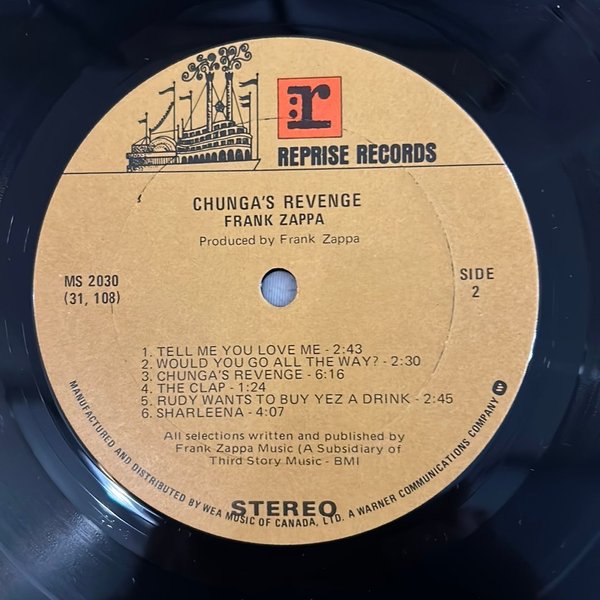 :r
REPRISE RECORDS
CHUNGA'S REVENGE
FRANK ZAPPA
Produced by Frank Zappa
MS 2030
(31, 108)
SIDE
2
1. TELL ME YOU LOVE ME - 2:43
2. WOULD YOU GO ALL THE WAY? - 2:30
3. CHUNGA'S REVENGE - 6:16
4. THE CLAP - 1:24
5. RUDY WANTS TO BUY YEZ A DRINK - 2:45
6. SHARLEENA - 4:07
All selections written and published by
Frank Zappa Music (A Subsidiary of
Third Story Music - BMI
STEREO
MANUFACTURED AND DISTRIBUTED BY WEA MUSIC OF CANADA, LTD. A WARNER COMMUNICATIONS COMPANY W